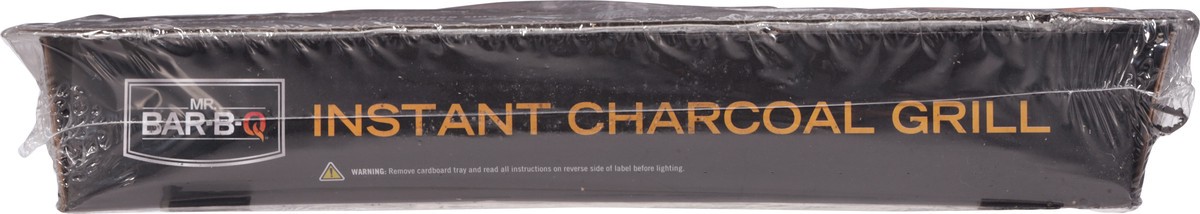 MR.
BAR-B-Q
INSTANT CHARCOAL GRILL
WARNING: Remove cardboard tray and read all instructions on reverse side of label before lighting.